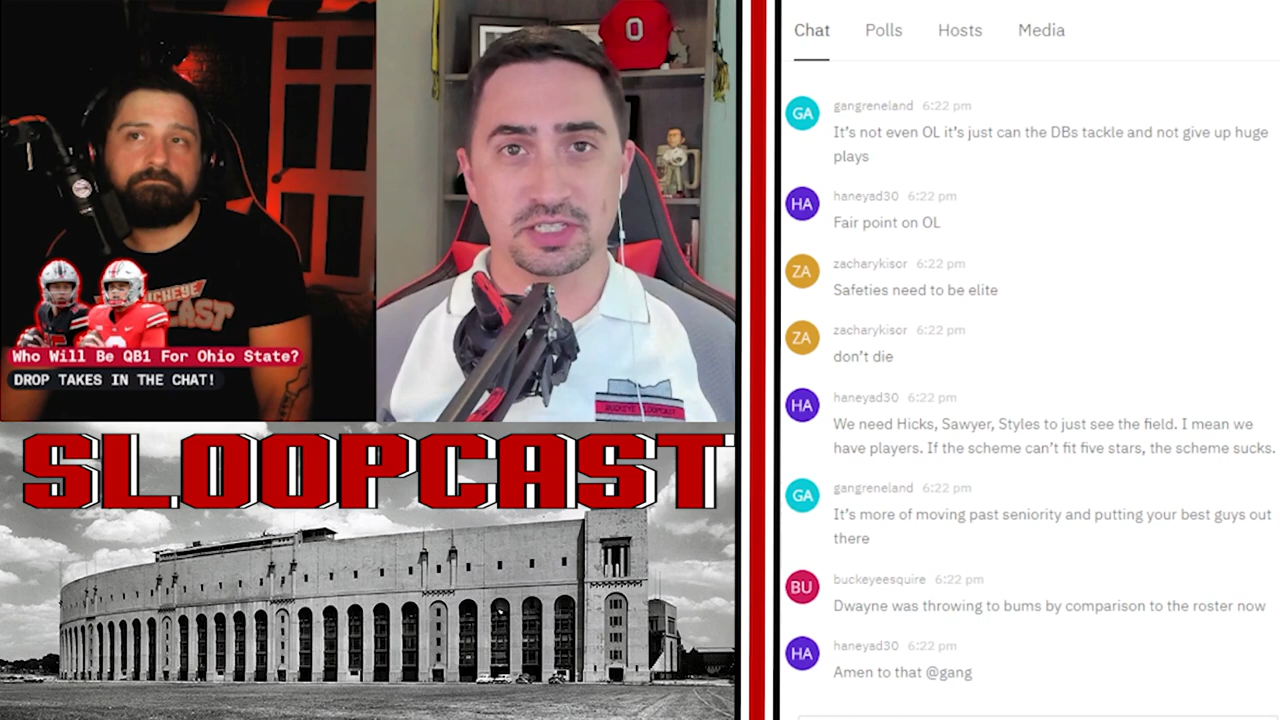 O
BUCKEYE
CAST
Who Will Be QB1 For Ohio State?
DROP TAKES IN THE CHAT!
BUCKEYE SLOOPCAST
SLOOPCAST
Chat Polls Hosts Media
GA
gangreneland 6:22 pm
It's not even OL it's just can the DBs tackle and not give up huge
plays
HA
haneyad30 6:22 pm
Fair point on OL
ZA
zacharykisor 6:22 pm
Safeties need to be elite
ZA
zacharykisor 6:22 pm
don't die
HA
haneyad30 6:22 pm
We need Hicks, Sawyer, Styles to just see the field. I mean we
have players. If the scheme can't fit five stars, the scheme sucks.
GA
gangreneland 6:22 pm
It's more of moving past seniority and putting your best guys out
there
BU
buckeyeesquire 6:22 pm
Dwayne was throwing to bums by comparison to the roster now
HA
haneyad30 6:22 pm
Amen to that @gang